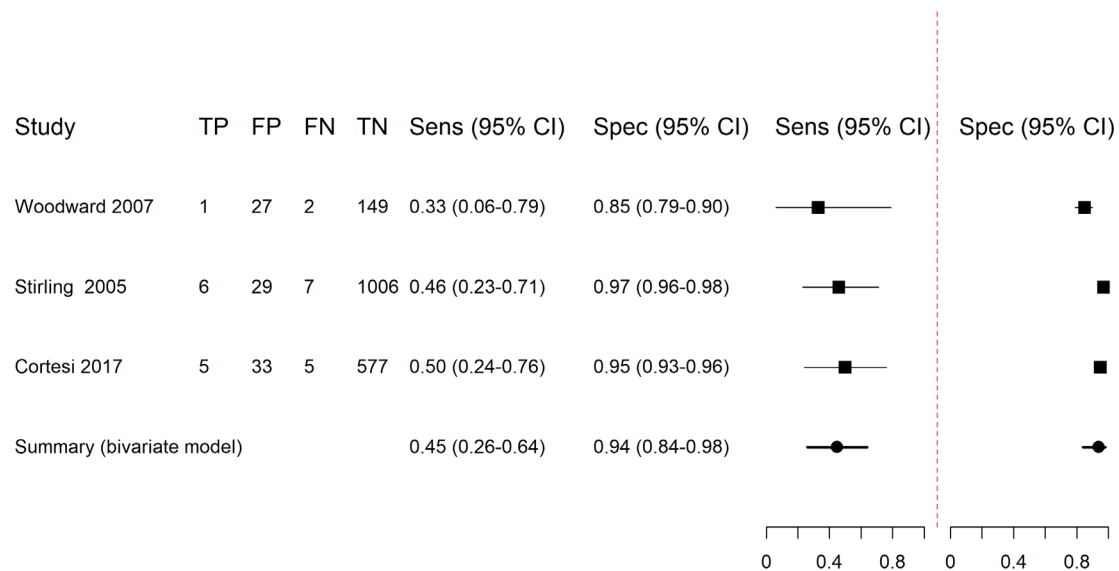 Study TP FP FN TN Sens (95% CI) Spec (95% CI) Sens (95% CI) Spec (95% CI)
Woodward 2007 1 27 2 149 0.33 (0.06-0.79) 0.85 (0.79-0.90)
Stirling 2005 6 29 7 1006 0.46 (0.23-0.71) 0.97 (0.96-0.98)
Cortesi 2017 5 33 5 577 0.50 (0.24-0.76) 0.95 (0.93-0.96)
Summary (bivariate model) 0.45 (0.26-0.64) 0.94 (0.84-0.98)
0 0.4 0.8 0 0.4 0.8